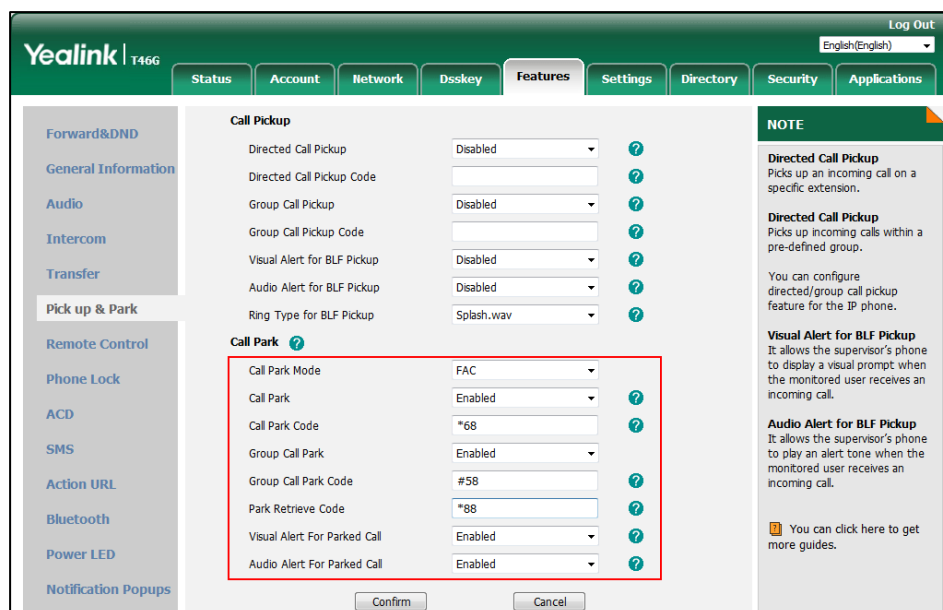 Log Out
Yealink | T46G
English(English)
Status Account Network Dsskey Features Settings Directory Security Applications
Forward&DND
General Information
Audio
Intercom
Transfer
Pick up & Park
Remote Control
Phone Lock
ACD
SMS
Action URL
Bluetooth
Power LED
Notification Popups
Call Pickup
Directed Call Pickup Disabled ?
Directed Call Pickup Code ?
Group Call Pickup Disabled ?
Group Call Pickup Code ?
Visual Alert for BLF Pickup Disabled ?
Audio Alert for BLF Pickup Disabled ?
Ring Type for BLF Pickup Splash.wav ?
Call Park ?
Call Park Mode FAC
Call Park Enabled ?
Call Park Code *68 ?
Group Call Park Enabled
Group Call Park Code #58 ?
Park Retrieve Code *88 ?
Visual Alert For Parked Call Enabled ?
Audio Alert For Parked Call Enabled ?
Confirm Cancel
NOTE
Directed Call Pickup
Picks up an incoming call on a
specific extension.
Directed Call Pickup
Picks up incoming calls within a
pre-defined group.
You can configure
directed/group call pickup
feature for the IP phone.
Visual Alert for BLF Pickup
It allows the supervisor's phone
to display a visual prompt when
the monitored user receives an
incoming call.
Audio Alert for BLF Pickup
It allows the supervisor's phone
to play an alert tone when the
monitored user receives an
incoming call.
? You can click here to get
more guides.